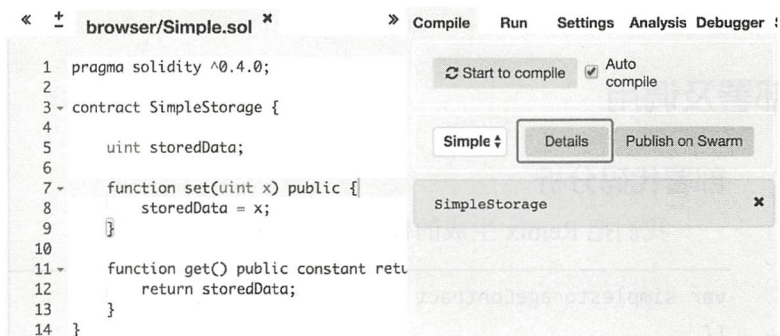 « ± browser/Simple.sol × » Compile Run Settings Analysis Debugger
1 pragma solidity ^0.4.0;
2
3 contract SimpleStorage {
4
5 uint storedData;
6
7 function set(uint x) public {
8 storedData = x;
9 }
10
11 function get() public constant retu
12 return storedData;
13 }
14 }
Start to compile Auto compile
Simple Details Publish on Swarm
SimpleStorage ×